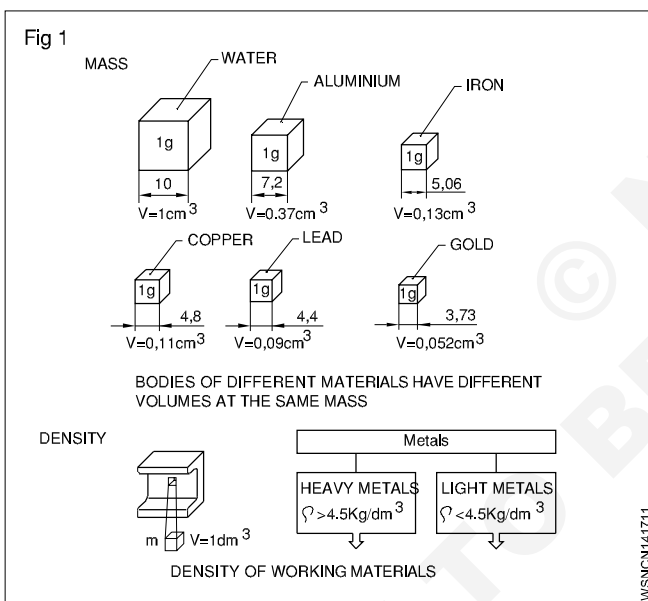 Fig 1
MASS
WATER
ALUMINIUM
IRON
1g
1g
1g
10
7,2
5,06
V=1cm³
V=0.37cm³
V=0,13cm³
COPPER
LEAD
GOLD
1g
1g
1g
4,8
4,4
3,73
V=0,11cm³
V=0,09cm³
V=0,052cm³
BODIES OF DIFFERENT MATERIALS HAVE DIFFERENT
VOLUMES AT THE SAME MASS
DENSITY
Metals
HEAVY METALS
>4.5Kg/dm³
LIGHT METALS
<4.5Kg/dm³
m
V=1dm³
DENSITY OF WORKING MATERIALS
WSNCN141711
©
TO